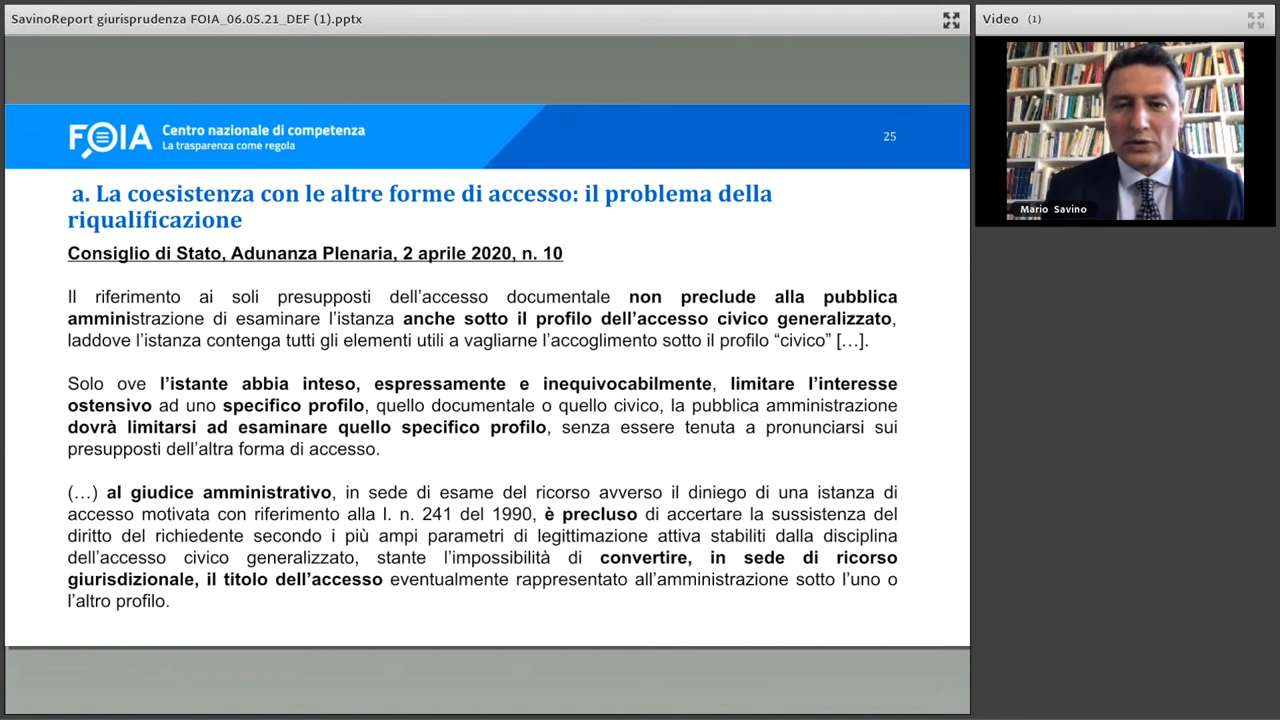 SavinoReport giurisprudenza FOIA_06.05.21_DEF (1).pptx
Video (1)
Mario Savino
FOIA
Centro nazionale di competenza
La trasparenza come regola
25
a. La coesistenza con le altre forme di accesso: il problema della
riqualificazione
Consiglio di Stato, Adunanza Plenaria, 2 aprile 2020, n. 10
Il riferimento ai soli presupposti dell’accesso documentale non preclude alla pubblica
amministrazione di esaminare l’istanza anche sotto il profilo dell’accesso civico generalizzato,
laddove l’istanza contenga tutti gli elementi utili a vagliarne l’accoglimento sotto il profilo “civico” […].
Solo ove l’istante abbia inteso, espressamente e inequivocabilmente, limitare l’interesse
ostensivo ad uno specifico profilo, quello documentale o quello civico, la pubblica amministrazione
dovrà limitarsi ad esaminare quello specifico profilo, senza essere tenuta a pronunciarsi sui
presupposti dell’altra forma di accesso.
(…) al giudice amministrativo, in sede di esame del ricorso avverso il diniego di una istanza di
accesso motivata con riferimento alla l. n. 241 del 1990, è precluso di accertare la sussistenza del
diritto del richiedente secondo i più ampi parametri di legittimazione attiva stabiliti dalla disciplina
dell’accesso civico generalizzato, stante l’impossibilità di convertire, in sede di ricorso
giurisdizionale, il titolo dell’accesso eventualmente rappresentato all’amministrazione sotto l’uno o
l’altro profilo.